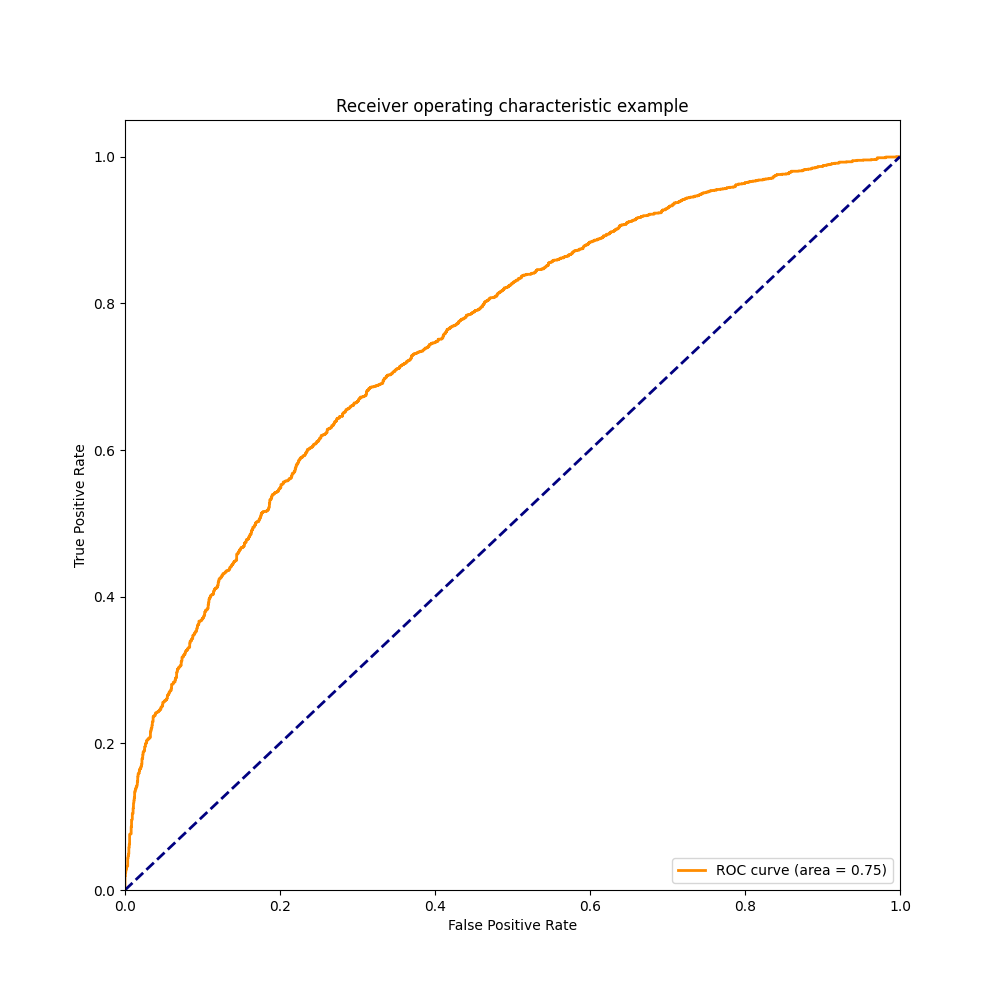 Receiver operating characteristic example
1.0
0.8
0.6
0.4
0.2
0.0
True Positive Rate
ROC curve (area = 0.75)
0.0 0.2 0.4 0.6 0.8 1.0
False Positive Rate